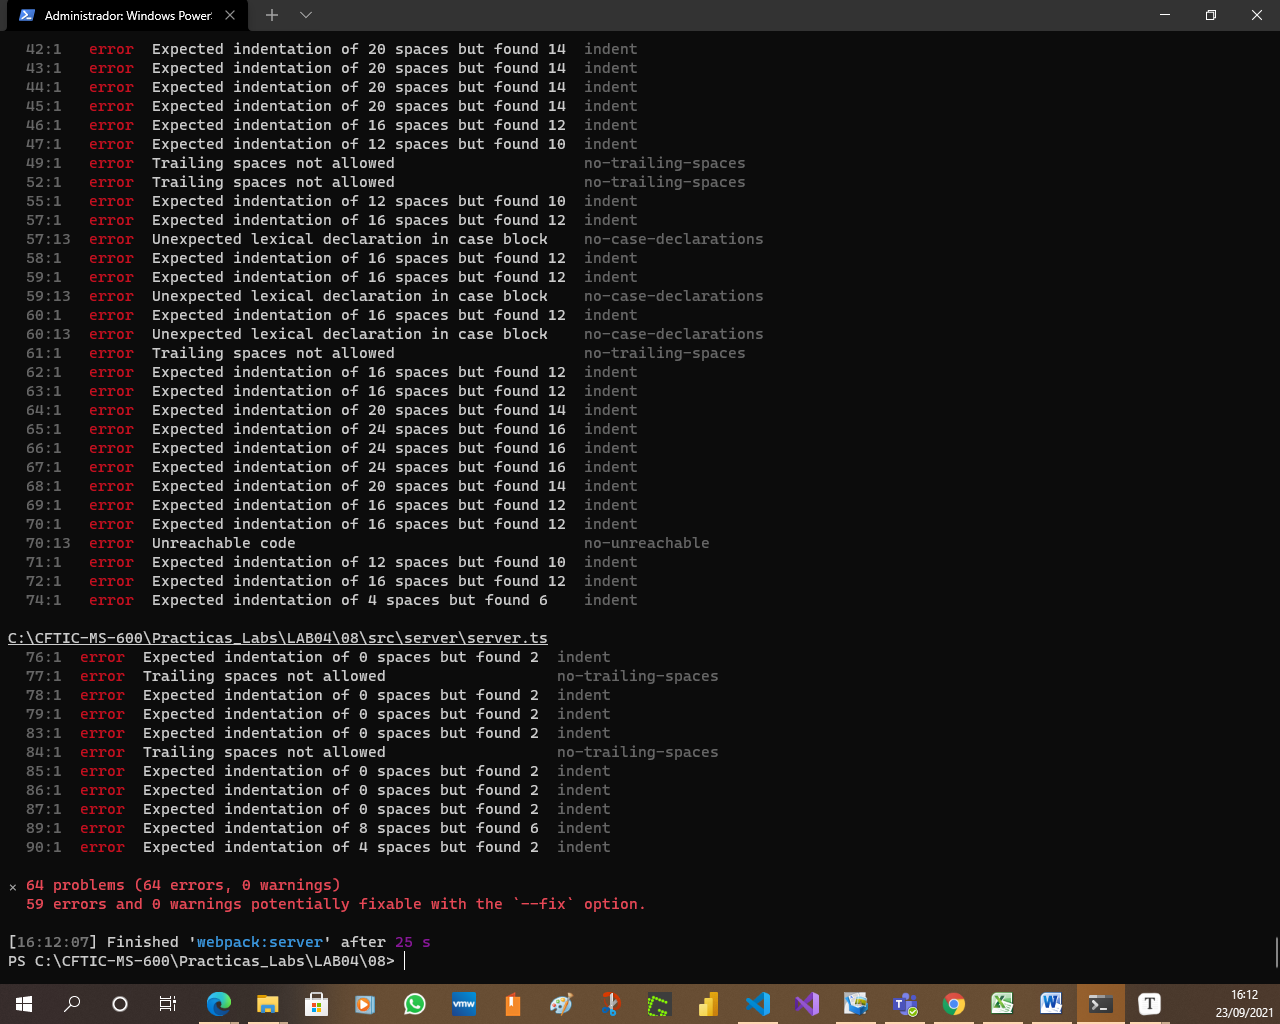 Administrador: Windows PowerS
42:1 error Expected indentation of 20 spaces but found 14 indent
43:1 error Expected indentation of 20 spaces but found 14 indent
44:1 error Expected indentation of 20 spaces but found 14 indent
45:1 error Expected indentation of 20 spaces but found 14 indent
46:1 error Expected indentation of 16 spaces but found 12 indent
47:1 error Expected indentation of 12 spaces but found 10 indent
49:1 error Trailing spaces not allowed no-trailing-spaces
52:1 error Trailing spaces not allowed no-trailing-spaces
55:1 error Expected indentation of 12 spaces but found 10 indent
57:1 error Expected indentation of 16 spaces but found 12 indent
57:13 error Unexpected lexical declaration in case block no-case-declarations
58:1 error Expected indentation of 16 spaces but found 12 indent
59:1 error Expected indentation of 16 spaces but found 12 indent
59:13 error Unexpected lexical declaration in case block no-case-declarations
60:1 error Expected indentation of 16 spaces but found 12 indent
60:13 error Unexpected lexical declaration in case block no-case-declarations
61:1 error Trailing spaces not allowed no-trailing-spaces
62:1 error Expected indentation of 16 spaces but found 12 indent
63:1 error Expected indentation of 16 spaces but found 12 indent
64:1 error Expected indentation of 20 spaces but found 14 indent
65:1 error Expected indentation of 24 spaces but found 16 indent
66:1 error Expected indentation of 24 spaces but found 16 indent
67:1 error Expected indentation of 24 spaces but found 16 indent
68:1 error Expected indentation of 20 spaces but found 14 indent
69:1 error Expected indentation of 16 spaces but found 12 indent
70:1 error Expected indentation of 16 spaces but found 12 indent
70:13 error Unreachable code no-unreachable
71:1 error Expected indentation of 12 spaces but found 10 indent
72:1 error Expected indentation of 16 spaces but found 12 indent
74:1 error Expected indentation of 4 spaces but found 6 indent
C:\CFTIC-MS-600\Practicas_Labs\LAB04\08\src\server\server.ts
76:1 error Expected indentation of 0 spaces but found 2 indent
77:1 error Trailing spaces not allowed no-trailing-spaces
78:1 error Expected indentation of 0 spaces but found 2 indent
79:1 error Expected indentation of 0 spaces but found 2 indent
83:1 error Expected indentation of 0 spaces but found 2 indent
84:1 error Trailing spaces not allowed no-trailing-spaces
85:1 error Expected indentation of 0 spaces but found 2 indent
86:1 error Expected indentation of 0 spaces but found 2 indent
87:1 error Expected indentation of 0 spaces but found 2 indent
89:1 error Expected indentation of 8 spaces but found 6 indent
90:1 error Expected indentation of 4 spaces but found 2 indent
× 64 problems (64 errors, 0 warnings)
59 errors and 0 warnings potentially fixable with the `--fix` option.
[16:12:07] Finished 'webpack:server' after 25 s
PS C:\CFTIC-MS-600\Practicas_Labs\LAB04\08>
vmw
T
16:12
23/09/2021